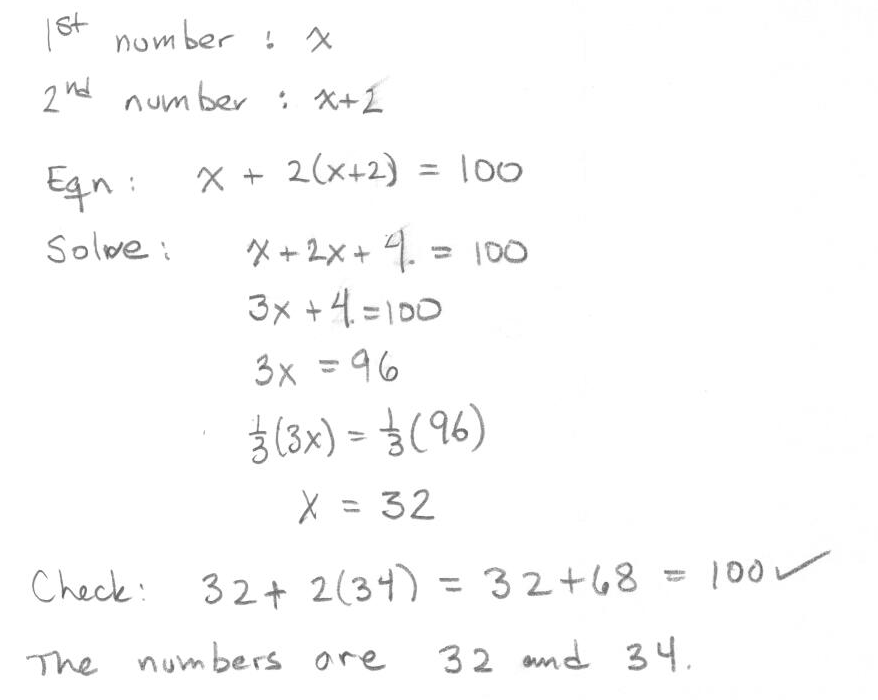 1st number : x
2nd number : x+2
Eqn : x + 2(x+2) = 100
Solve : x + 2x + 4 = 100
3x + 4 = 100
3x = 96
1/3(3x) = 1/3(96)
x = 32
Check : 32 + 2(34) = 32 + 68 = 100 ✓
The numbers are 32 and 34.